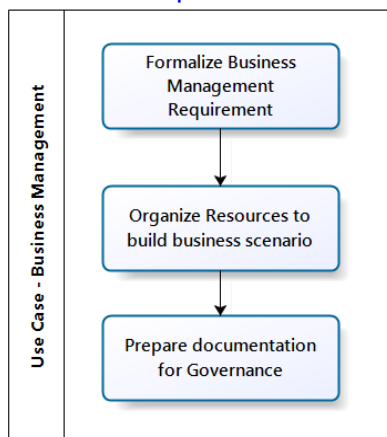 Use Case - Business Management
Formalize Business
Management
Requirement
Organize Resources to
build business scenario
Prepare documentation
for Governance